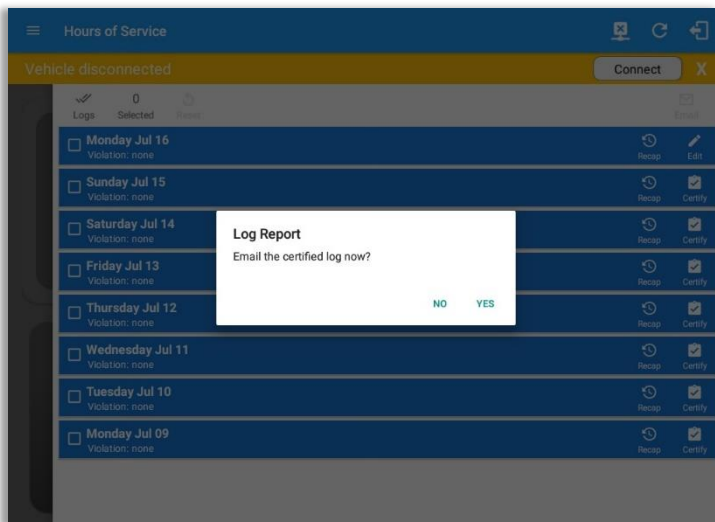 Hours of Service
Vehicle disconnected
Connect
X
Logs
0
Selected
Reset
Email
Monday Jul 16
Violation: none
Recap
Edit
Sunday Jul 15
Violation: none
Recap
Certify
Saturday Jul 14
Violation: none
Recap
Certify
Friday Jul 13
Violation: none
Recap
Certify
Thursday Jul 12
Violation: none
Recap
Certify
Wednesday Jul 11
Violation: none
Recap
Certify
Tuesday Jul 10
Violation: none
Recap
Certify
Monday Jul 09
Violation: none
Recap
Certify
Log Report
Email the certified log now?
NO
YES